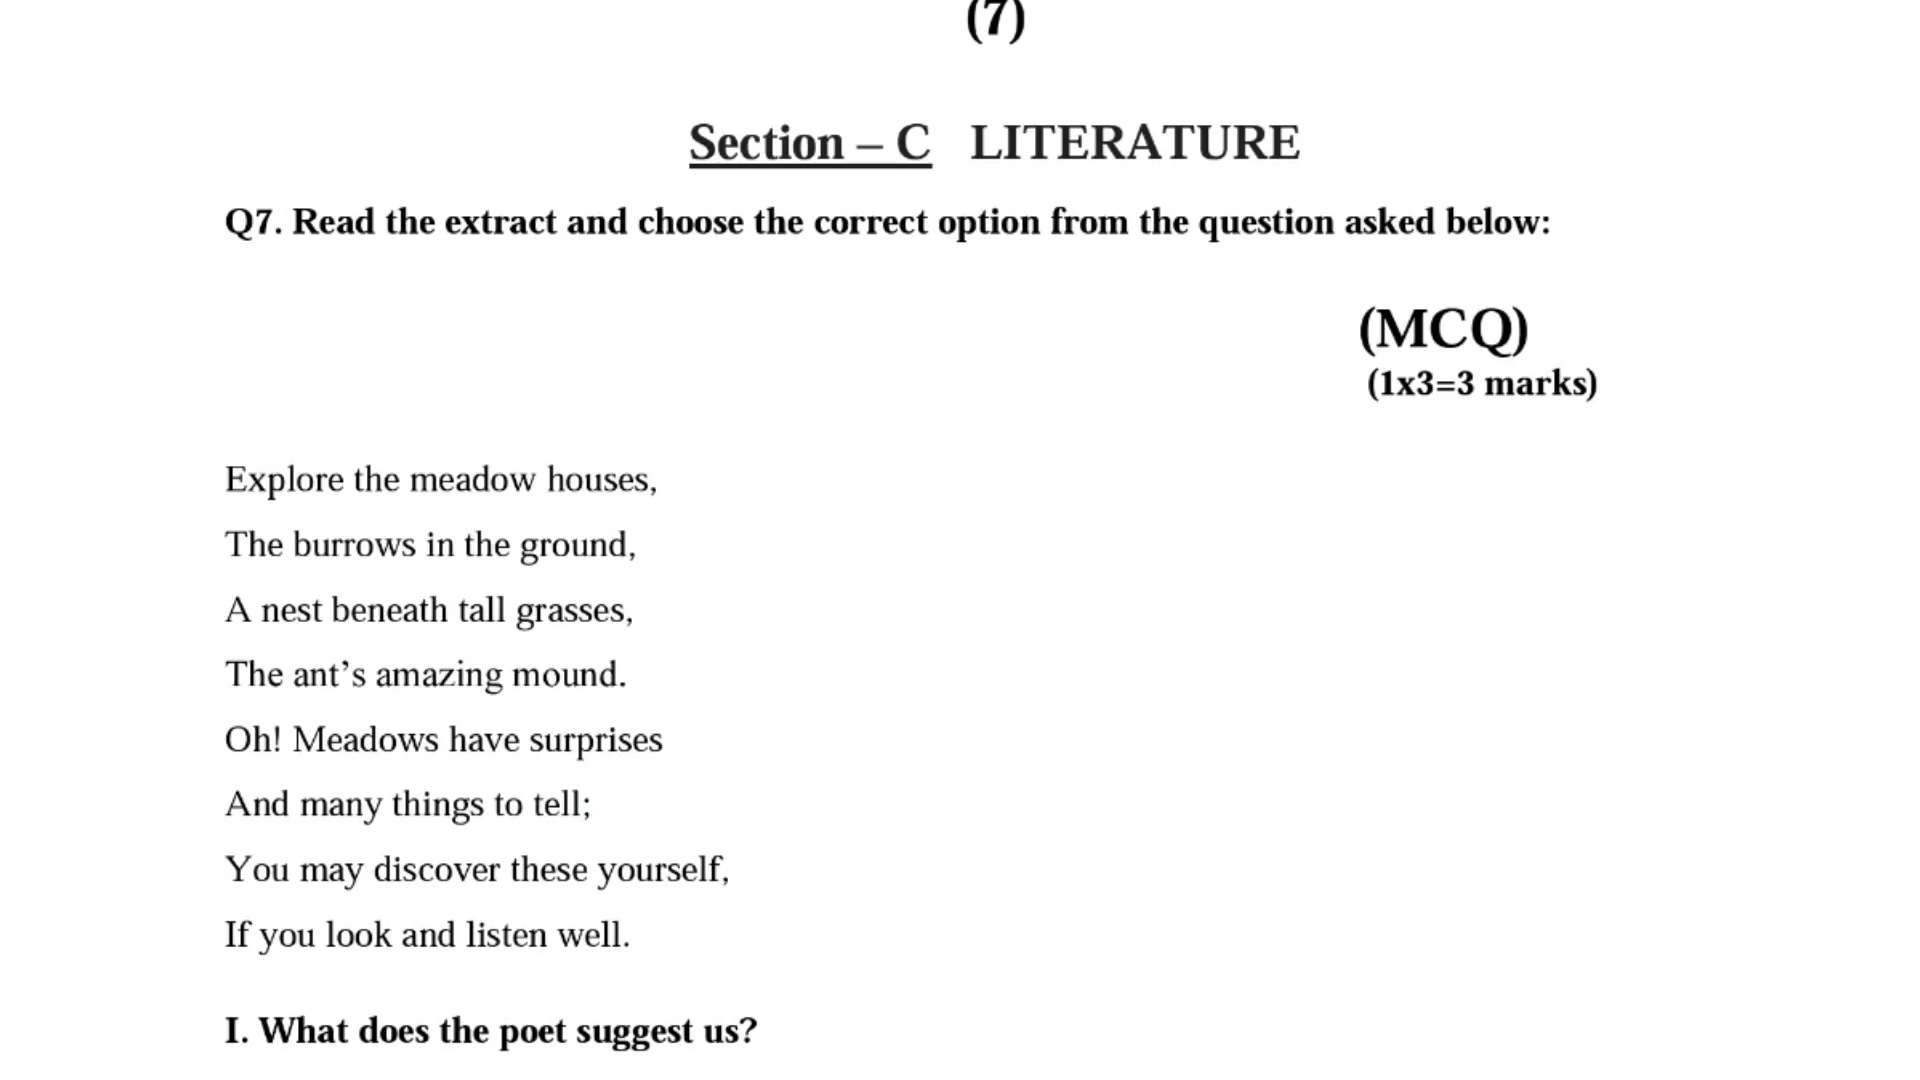 (7)
Section – C LITERATURE
Q7. Read the extract and choose the correct option from the question asked below:
(MCQ)
(1x3=3 marks)
Explore the meadow houses,
The burrows in the ground,
A nest beneath tall grasses,
The ant’s amazing mound.
Oh! Meadows have surprises
And many things to tell;
You may discover these yourself,
If you look and listen well.
I. What does the poet suggest us?